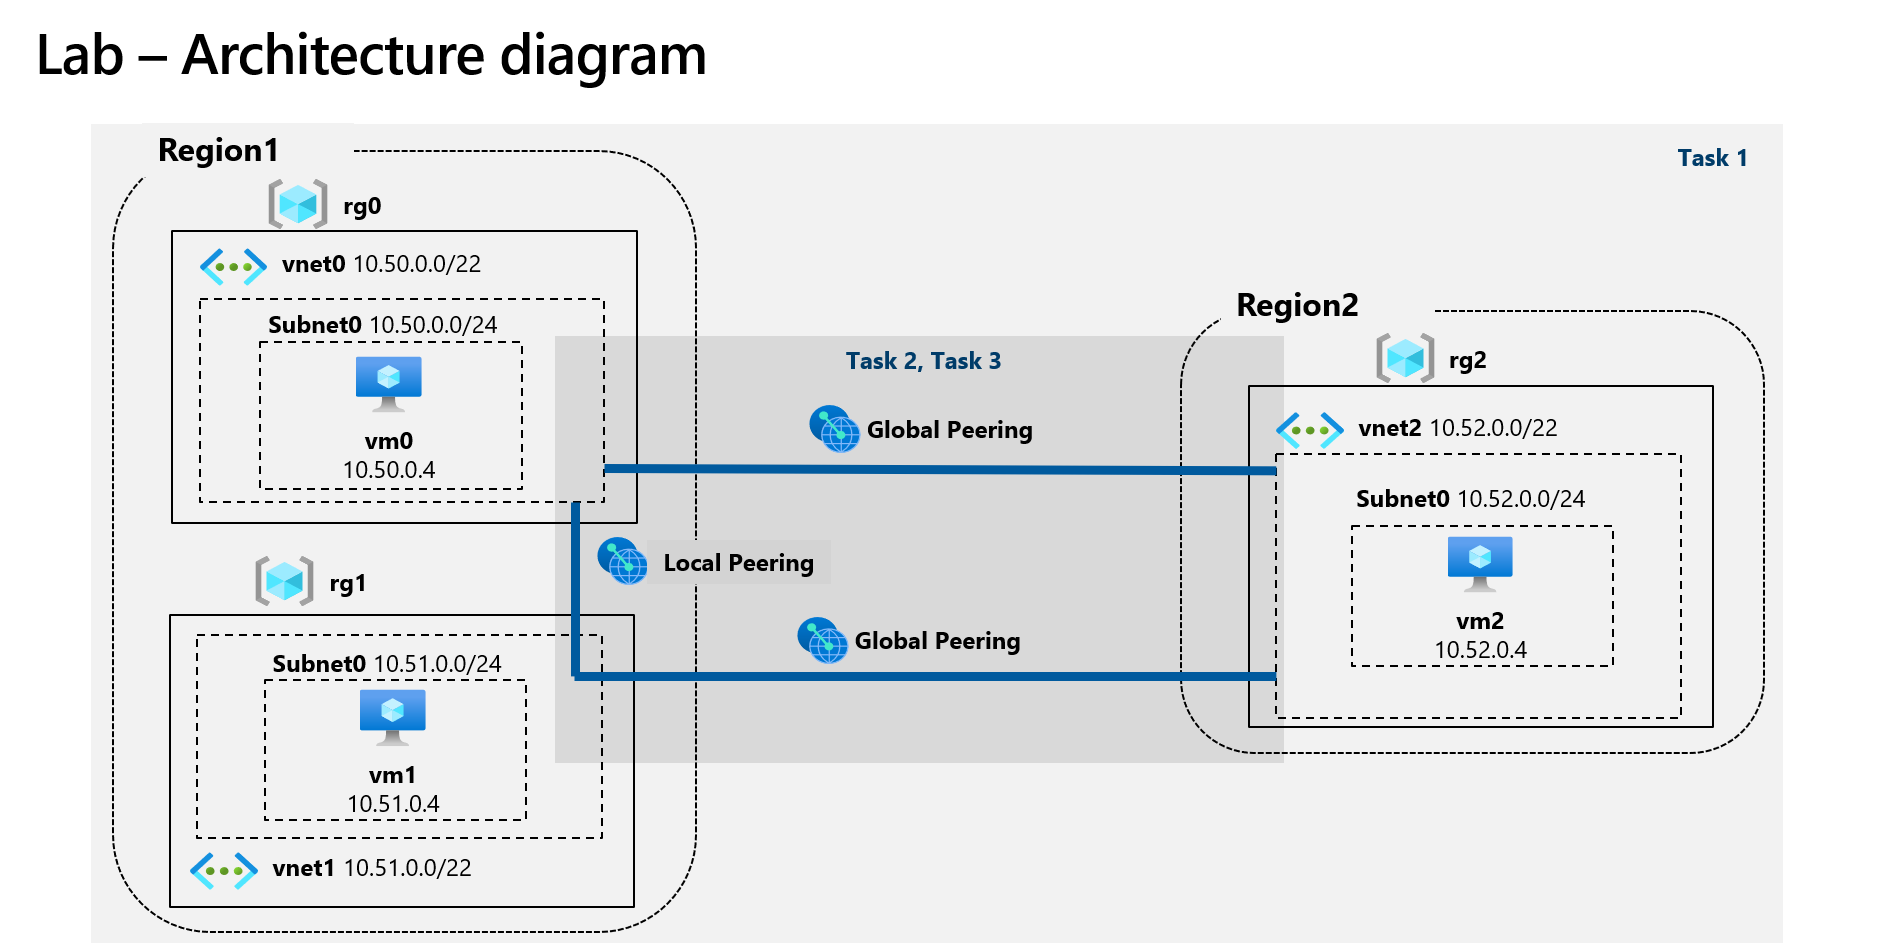 Lab – Architecture diagram
Region1
Task 1
rg0
vnet0 10.50.0.0/22
Subnet0 10.50.0.0/24
vm0
10.50.0.4
Region2
rg2
Task 2, Task 3
Global Peering
vnet2 10.52.0.0/22
Subnet0 10.52.0.0/24
vm2
10.52.0.4
Local Peering
Global Peering
rg1
Subnet0 10.51.0.0/24
vm1
10.51.0.4
vnet1 10.51.0.0/22